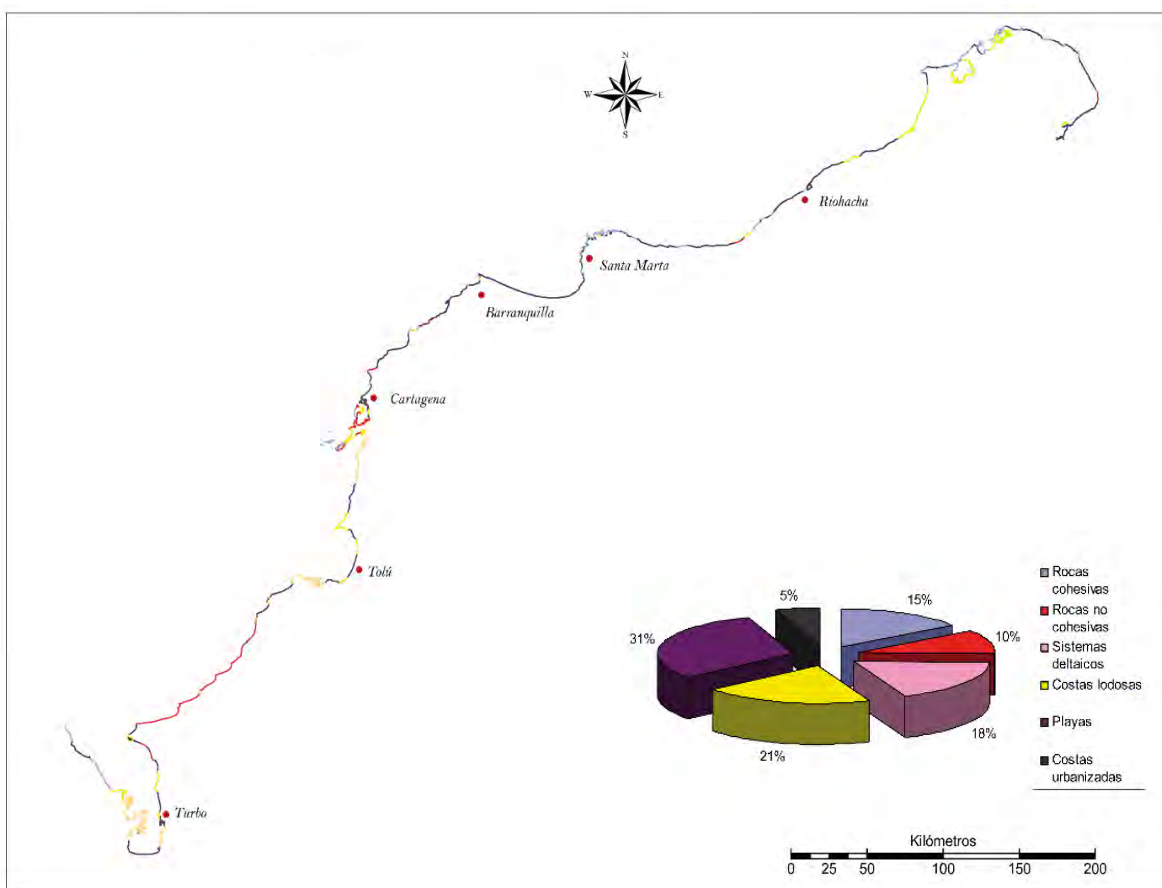 N
W E
S
Riohacha
Santa Marta
Barranquilla
Cartagena
Tolú
Turbo
5%
15%
31%
10%
21%
18%
Rocas
cohesivas
Rocas no
cohesivas
Sistemas
deltaicos
Costas lodosas
Playas
Costas
urbanizadas
Kilómetros
0 25 50 100 150 200